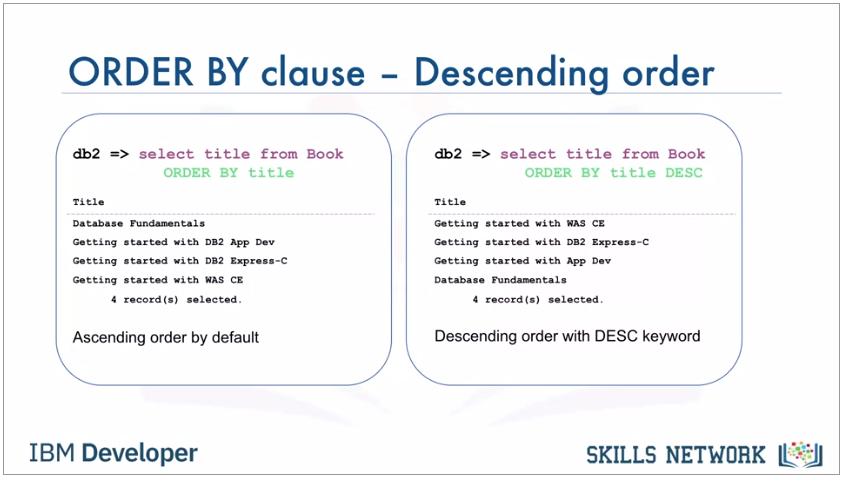 ORDER BY clause – Descending order
db2 => select title from Book
ORDER BY title
Title
Database Fundamentals
Getting started with DB2 App Dev
Getting started with DB2 Express-C
Getting started with WAS CE
4 record(s) selected.
Ascending order by default
db2 => select title from Book
ORDER BY title DESC
Title
Getting started with WAS CE
Getting started with DB2 Express-C
Getting started with App Dev
Database Fundamentals
4 record(s) selected.
Descending order with DESC keyword
IBM Developer
SKILLS NETWORK